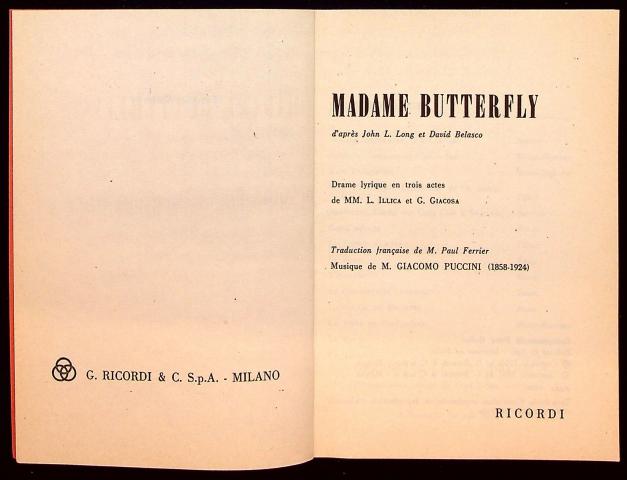 G. RICORDI & C. S.p.A. - MILANO
MADAME BUTTERFLY
d'après John L. Long et David Belasco
Drame lyrique en trois actes
de MM. L. ILLICA et G. GIACOSA
Traduction française de M. Paul Ferrier
Musique de M. GIACOMO PUCCINI (1858-1924)
RICORDI